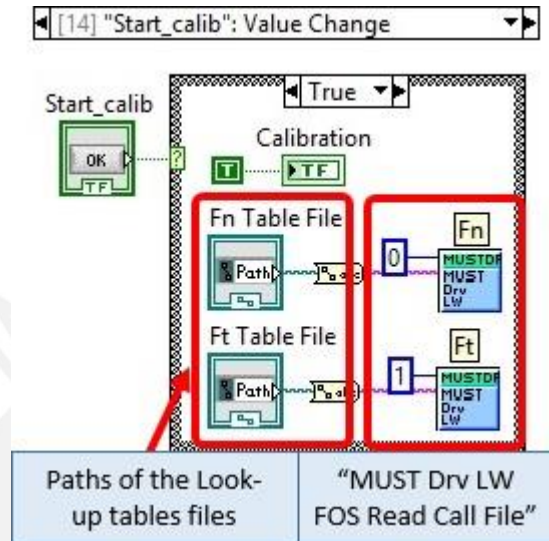 [14] "Start_calib": Value Change
True
Start_calib
OK
TF
?
Calibration
T
TF
Fn Table File
Path
0
Fn
MUST
Drv
LW
Ft Table File
Path
1
Ft
MUST
Drv
LW
Paths of the Look-
up tables files
“MUST Drv LW
FOS Read Call File”